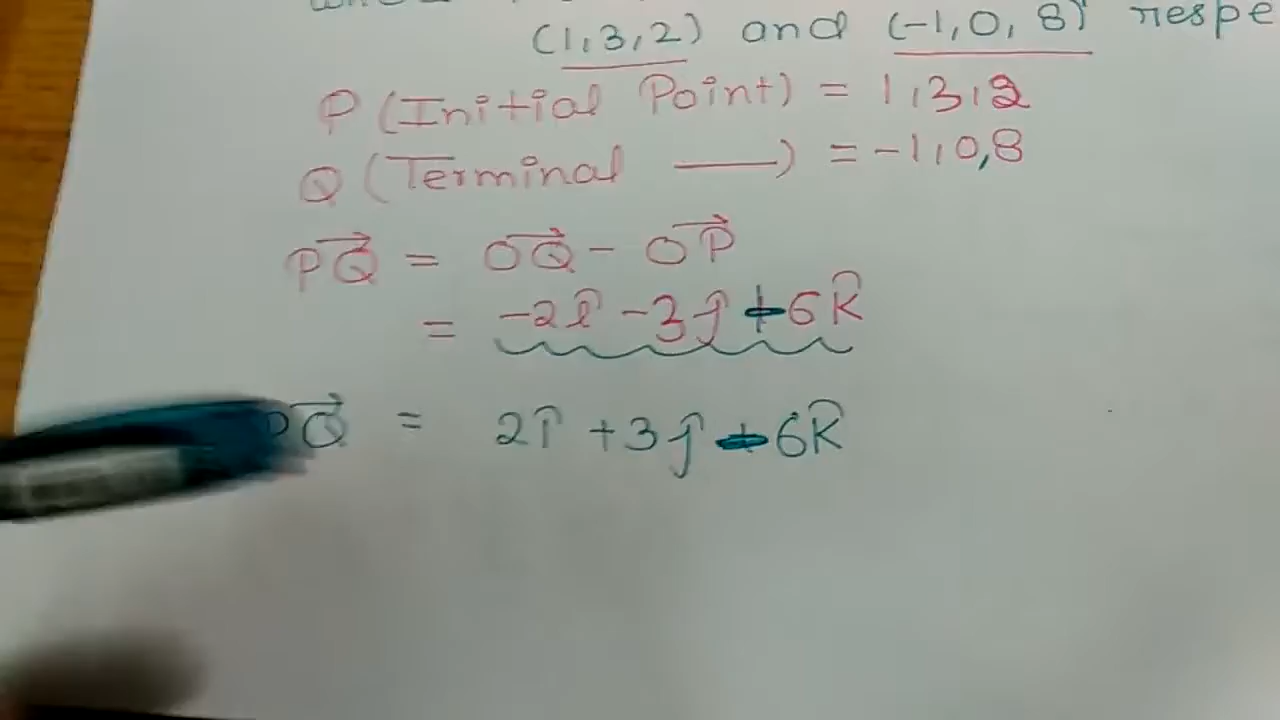 (1,3,2) and (-1,0,8) respe
P (Initial Point) = 1,3,2
Q (Terminal —) = -1,0,8
PQ⃗ = OQ⃗ - OP⃗
= -2î -3ĵ +6k̂
PQ⃗ = 2î +3ĵ +6k̂